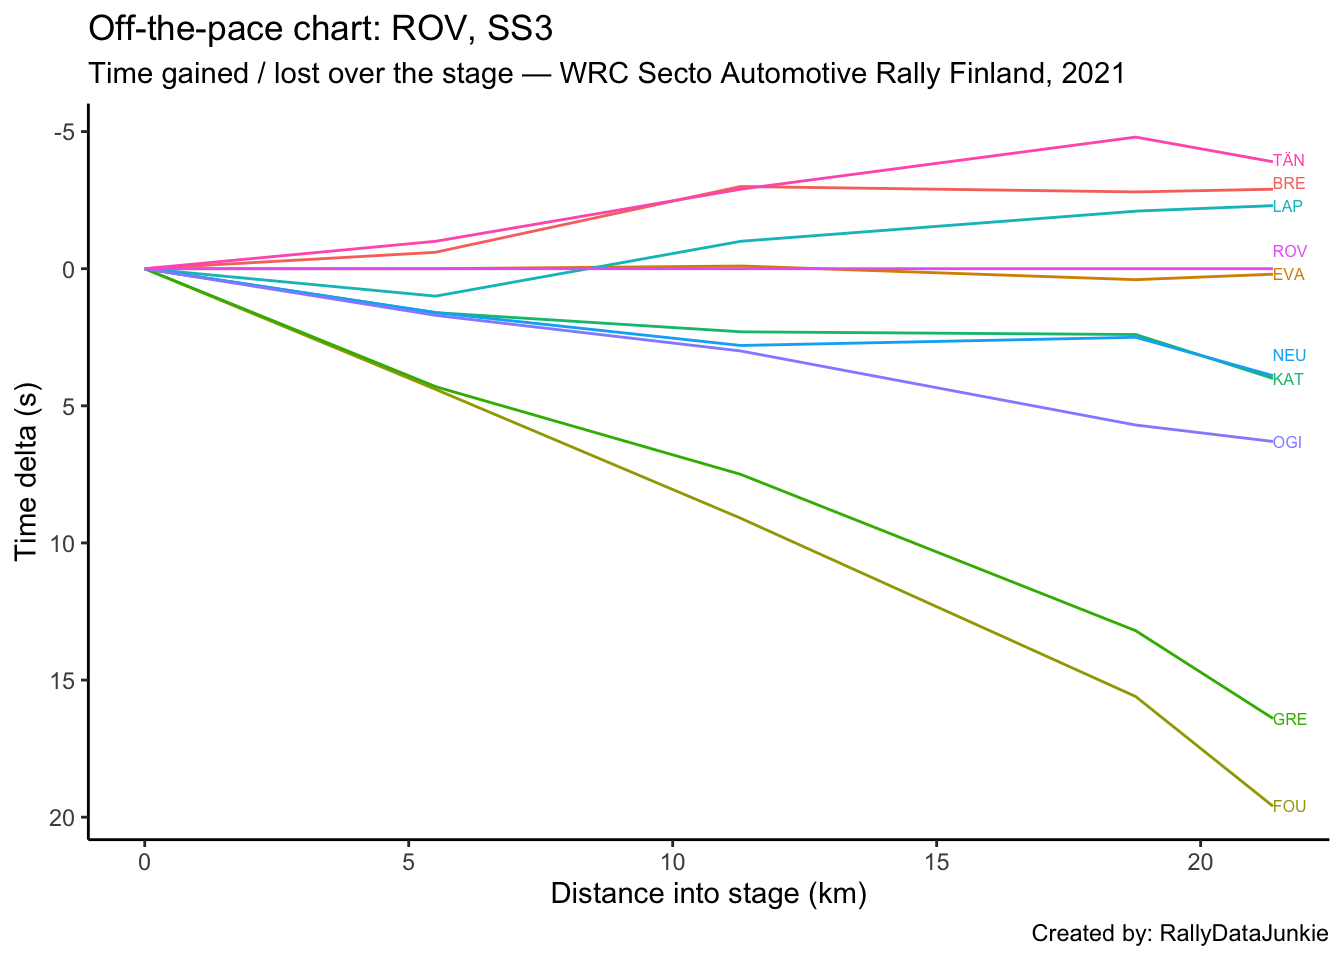 Off-the-pace chart: ROV, SS3
Time gained / lost over the stage — WRC Secto Automotive Rally Finland, 2021
-5
0
5
10
15
20
Time delta (s)
TÄN
BRE
LAP
ROV
EVA
NEU
KAT
OGI
GRE
FOU
0 5 10 15 20
Distance into stage (km)
Created by: RallyDataJunkie